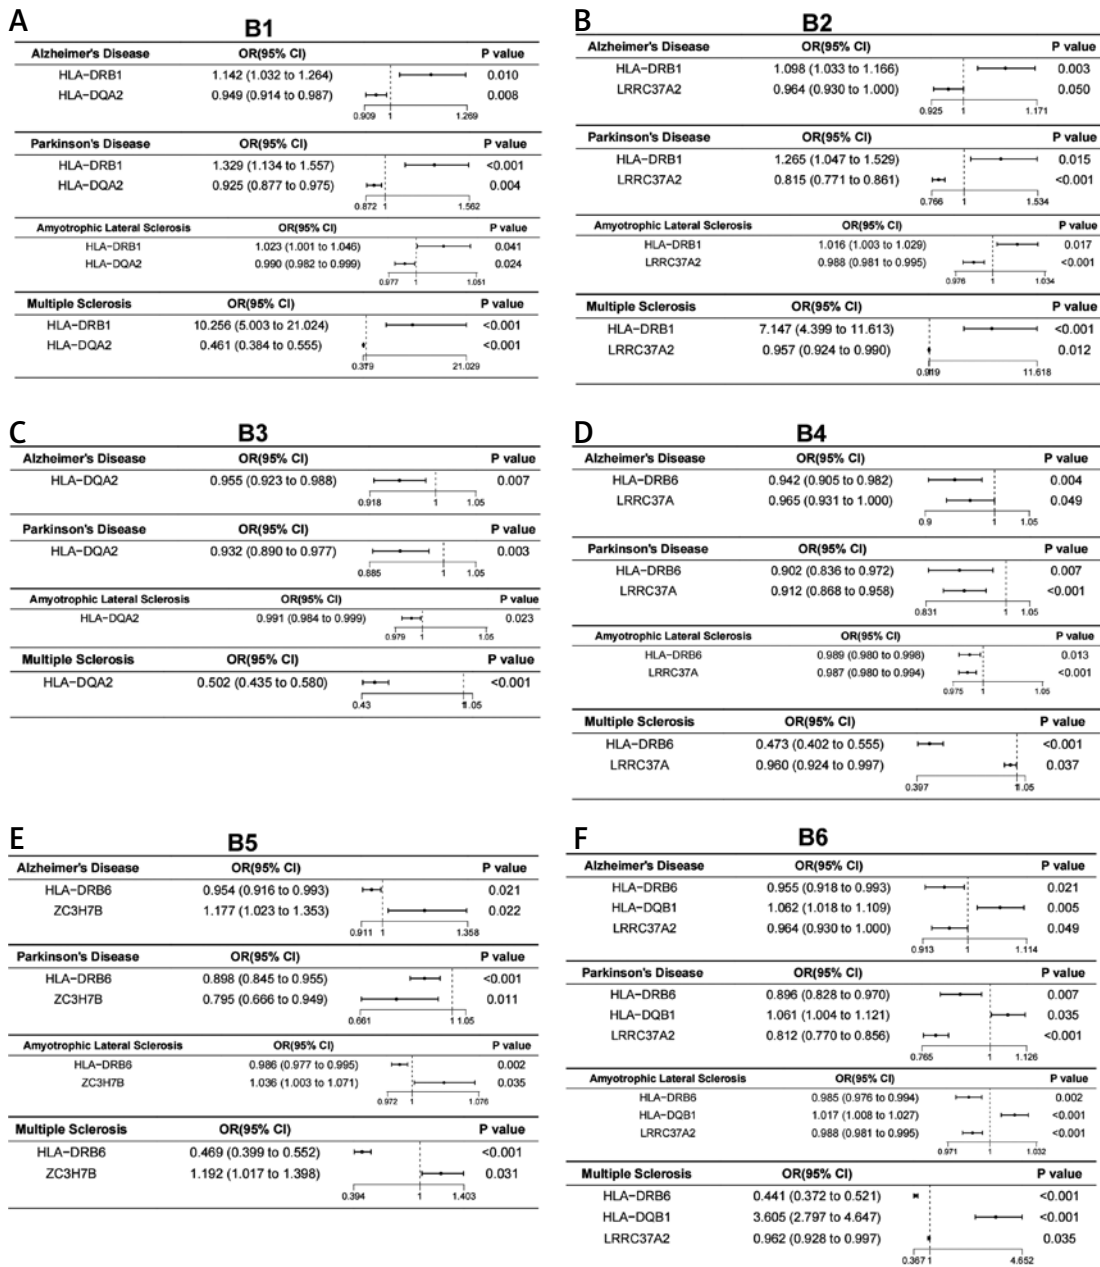 A
B1
Alzheimer's Disease OR(95% CI) P value
HLA-DRB1 1.142 (1.032 to 1.264) 0.010
HLA-DQA2 0.949 (0.914 to 0.987) 0.008
0.909 1 1.269
Parkinson's Disease OR(95% CI) P value
HLA-DRB1 1.329 (1.134 to 1.557) <0.001
HLA-DQA2 0.925 (0.877 to 0.975) 0.004
0.872 1 1.562
Amyotrophic Lateral Sclerosis OR(95% CI) P value
HLA-DRB1 1.023 (1.001 to 1.046) 0.041
HLA-DQA2 0.990 (0.982 to 0.999) 0.024
0.977 1 1.051
Multiple Sclerosis OR(95% CI) P value
HLA-DRB1 10.256 (5.003 to 21.024) <0.001
HLA-DQA2 0.461 (0.384 to 0.555) <0.001
0.379 21.029
B
B2
Alzheimer's Disease OR(95% CI) P value
HLA-DRB1 1.098 (1.033 to 1.166) 0.003
LRRC37A2 0.964 (0.930 to 1.000) 0.050
0.925 1 1.171
Parkinson's Disease OR(95% CI) P value
HLA-DRB1 1.265 (1.047 to 1.529) 0.015
LRRC37A2 0.815 (0.771 to 0.861) <0.001
0.766 1 1.534
Amyotrophic Lateral Sclerosis OR(95% CI) P value
HLA-DRB1 1.016 (1.003 to 1.029) 0.017
LRRC37A2 0.988 (0.981 to 0.995) <0.001
0.976 1 1.034
Multiple Sclerosis OR(95% CI) P value
HLA-DRB1 7.147 (4.399 to 11.613) <0.001
LRRC37A2 0.957 (0.924 to 0.990) 0.012
0.919 11.618
C
B3
Alzheimer's Disease OR(95% CI) P value
HLA-DQA2 0.955 (0.923 to 0.988) 0.007
0.918 1 1.05
Parkinson's Disease OR(95% CI) P value
HLA-DQA2 0.932 (0.890 to 0.977) 0.003
0.885 1 1.05
Amyotrophic Lateral Sclerosis OR(95% CI) P value
HLA-DQA2 0.991 (0.984 to 0.999) 0.023
0.979 1 1.05
Multiple Sclerosis OR(95% CI) P value
HLA-DQA2 0.502 (0.435 to 0.580) <0.001
0.43 1 1.05
D
B4
Alzheimer's Disease OR(95% CI) P value
HLA-DRB6 0.942 (0.905 to 0.982) 0.004
LRRC37A 0.965 (0.931 to 1.000) 0.049
0.9 1 1.05
Parkinson's Disease OR(95% CI) P value
HLA-DRB6 0.902 (0.836 to 0.972) 0.007
LRRC37A 0.912 (0.868 to 0.958) <0.001
0.831 1 1.05
Amyotrophic Lateral Sclerosis OR(95% CI) P value
HLA-DRB6 0.989 (0.980 to 0.998) 0.013
LRRC37A 0.987 (0.980 to 0.994) <0.001
0.975 1 1.05
Multiple Sclerosis OR(95% CI) P value
HLA-DRB6 0.473 (0.402 to 0.555) <0.001
LRRC37A 0.960 (0.924 to 0.997) 0.037
0.397 1 1.05
E
B5
Alzheimer's Disease OR(95% CI) P value
HLA-DRB6 0.954 (0.916 to 0.993) 0.021
ZC3H7B 1.177 (1.023 to 1.353) 0.022
0.911 1 1.358
Parkinson's Disease OR(95% CI) P value
HLA-DRB6 0.898 (0.845 to 0.955) <0.001
ZC3H7B 0.795 (0.666 to 0.949) 0.011
0.661 1 1.05
Amyotrophic Lateral Sclerosis OR(95% CI) P value
HLA-DRB6 0.986 (0.977 to 0.995) 0.002
ZC3H7B 1.036 (1.003 to 1.071) 0.035
0.972 1 1.076
Multiple Sclerosis OR(95% CI) P value
HLA-DRB6 0.469 (0.399 to 0.552) <0.001
ZC3H7B 1.192 (1.017 to 1.398) 0.031
0.394 1 1.403
F
B6
Alzheimer's Disease OR(95% CI) P value
HLA-DRB6 0.955 (0.918 to 0.993) 0.021
HLA-DQB1 1.062 (1.018 to 1.109) 0.005
LRRC37A2 0.964 (0.930 to 1.000) 0.049
0.913 1 1.114
Parkinson's Disease OR(95% CI) P value
HLA-DRB6 0.896 (0.828 to 0.970) 0.007
HLA-DQB1 1.061 (1.004 to 1.121) 0.035
LRRC37A2 0.812 (0.770 to 0.856) <0.001
0.765 1 1.126
Amyotrophic Lateral Sclerosis OR(95% CI) P value
HLA-DRB6 0.985 (0.976 to 0.994) 0.002
HLA-DQB1 1.017 (1.008 to 1.027) <0.001
LRRC37A2 0.988 (0.981 to 0.995) <0.001
0.971 1 1.032
Multiple Sclerosis OR(95% CI) P value
HLA-DRB6 0.441 (0.372 to 0.521) <0.001
HLA-DQB1 3.605 (2.797 to 4.647) <0.001
LRRC37A2 0.962 (0.928 to 0.997) 0.035
0.367 1 4.652